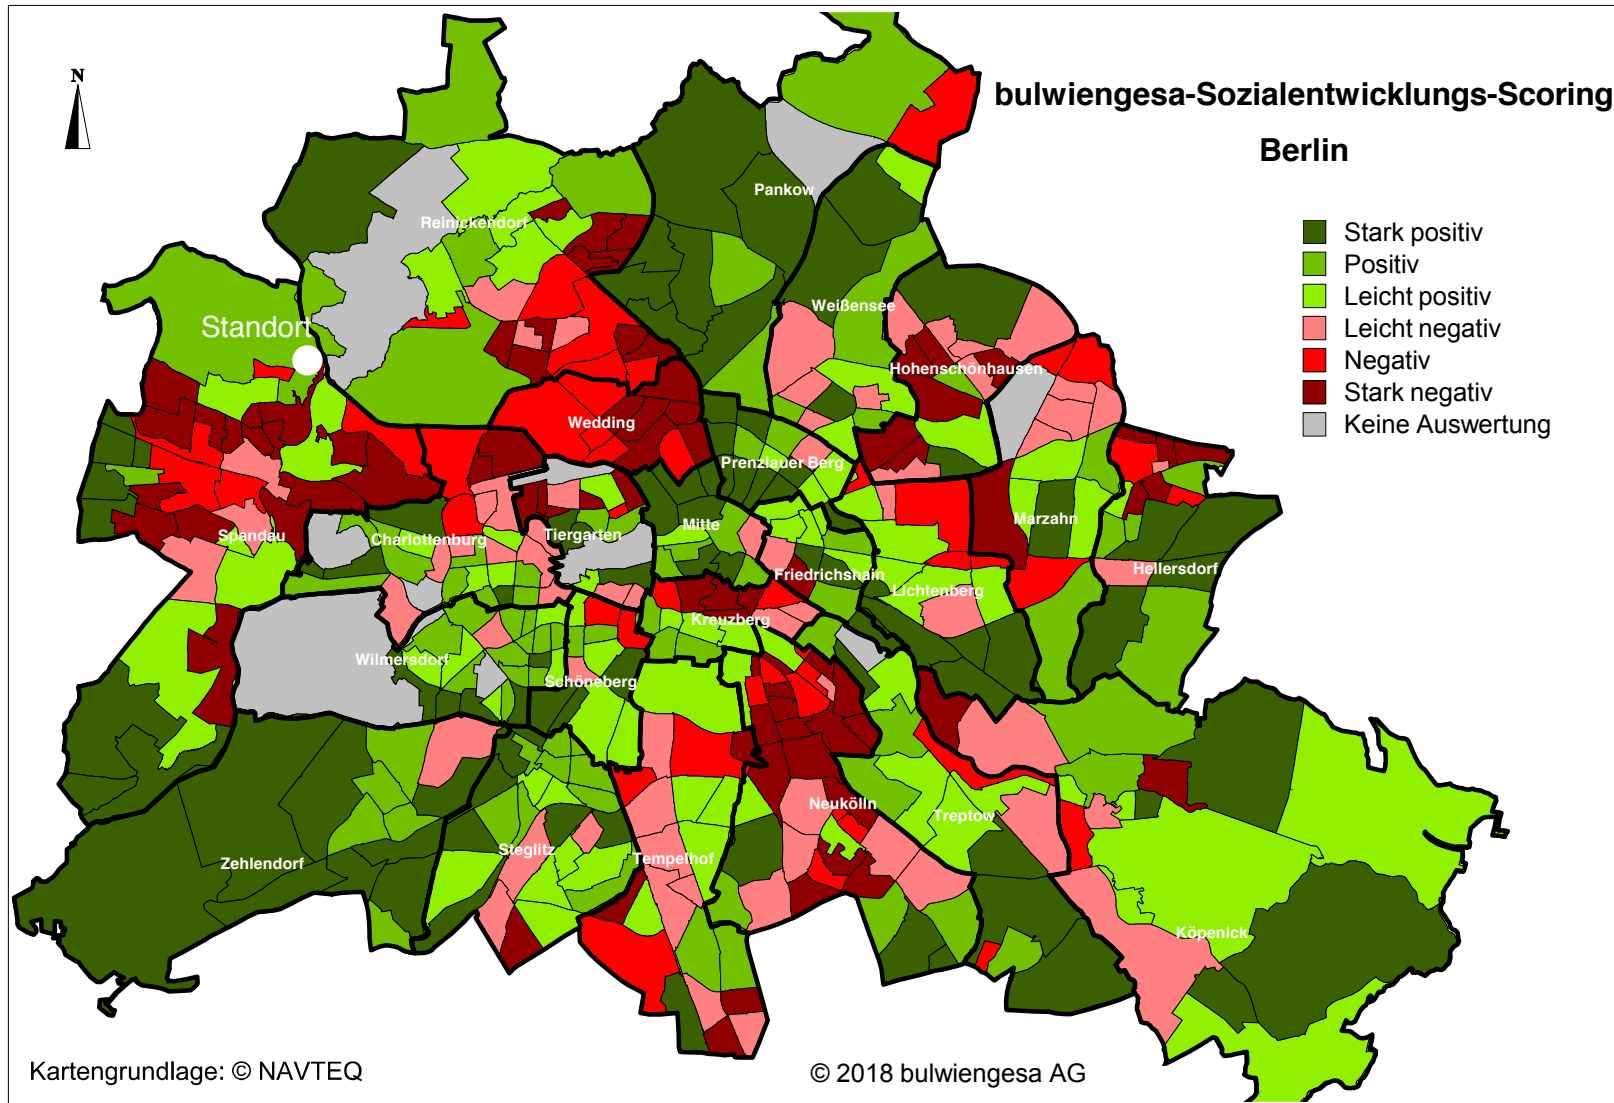 N
bulwiengesa-Sozialentwicklungs-Scoring
Berlin
Stark positiv
Positiv
Leicht positiv
Leicht negativ
Negativ
Stark negativ
Keine Auswertung
Pankow
Reinickendorf
Weißensee
Standort
Hohenschönhausen
Wedding
Prenzlauer Berg
Marzahn
Mitte
Tiergarten
Charlottenburg
Spandau
Hellersdorf
Friedrichshain
Lichtenberg
Kreuzberg
Wilmersdorf
Schöneberg
Neukölln
Treptow
Steglitz
Tempelhof
Zehlendorf
Köpenick
Kartengrundlage: © NAVTEQ
© 2018 bulwiengesa AG